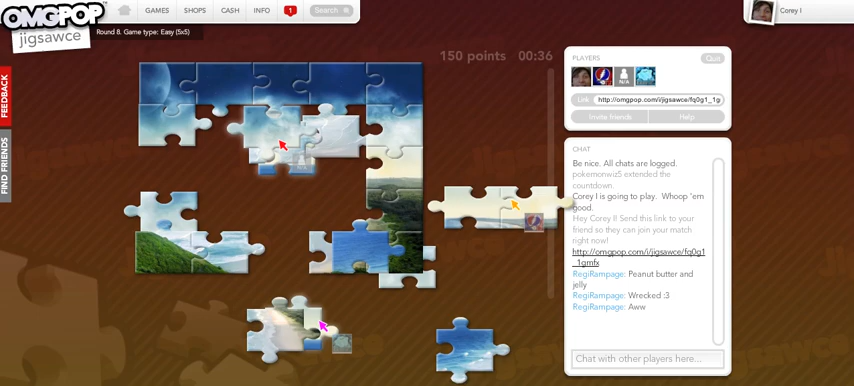 OMGPOP
GAMES SHOPS CASH INFO 1 Search
Corey I
jigsawce
Round 8. Game type: Easy (5x5)
150 points 00:36
FEEDBACK
FIND FRIENDS
PLAYERS
Quit
N/A
Link http://omgpop.com/i/jigsawce/fq0g1_1g
Invite friends Help
CHAT
Be nice. All chats are logged.
pokemonwiz5 extended the
countdown.
Corey I is going to play. Whoop 'em
good.
Hey Corey I! Send this link to your
friend so they can join your match
right now!
http://omgpop.com/i/jigsawce/fq0g1
_1gmfx
RegiRampage: Peanut butter and
jelly
RegiRampage: Wrecked :3
RegiRampage: Aww
Chat with other players here...